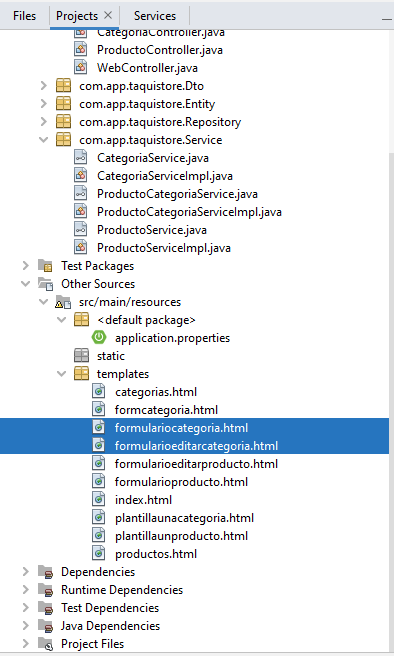 Files Projects Services
CategoriaController.java
ProductoController.java
WebController.java
com.app.taquistore.Dto
com.app.taquistore.Entity
com.app.taquistore.Repository
com.app.taquistore.Service
CategoriaService.java
CategoriaServiceImpl.java
ProductoCategoriaService.java
ProductoCategoriaServiceImpl.java
ProductoService.java
ProductoServiceImpl.java
Test Packages
Other Sources
src/main/resources
<default package>
application.properties
static
templates
categorias.html
formcategoria.html
formulariocategoria.html
formularioeditarcategoria.html
formularioeditarproducto.html
formularioproducto.html
index.html
plantillaunacategoria.html
plantillaunproducto.html
productos.html
Dependencies
Runtime Dependencies
Test Dependencies
Java Dependencies
Project Files